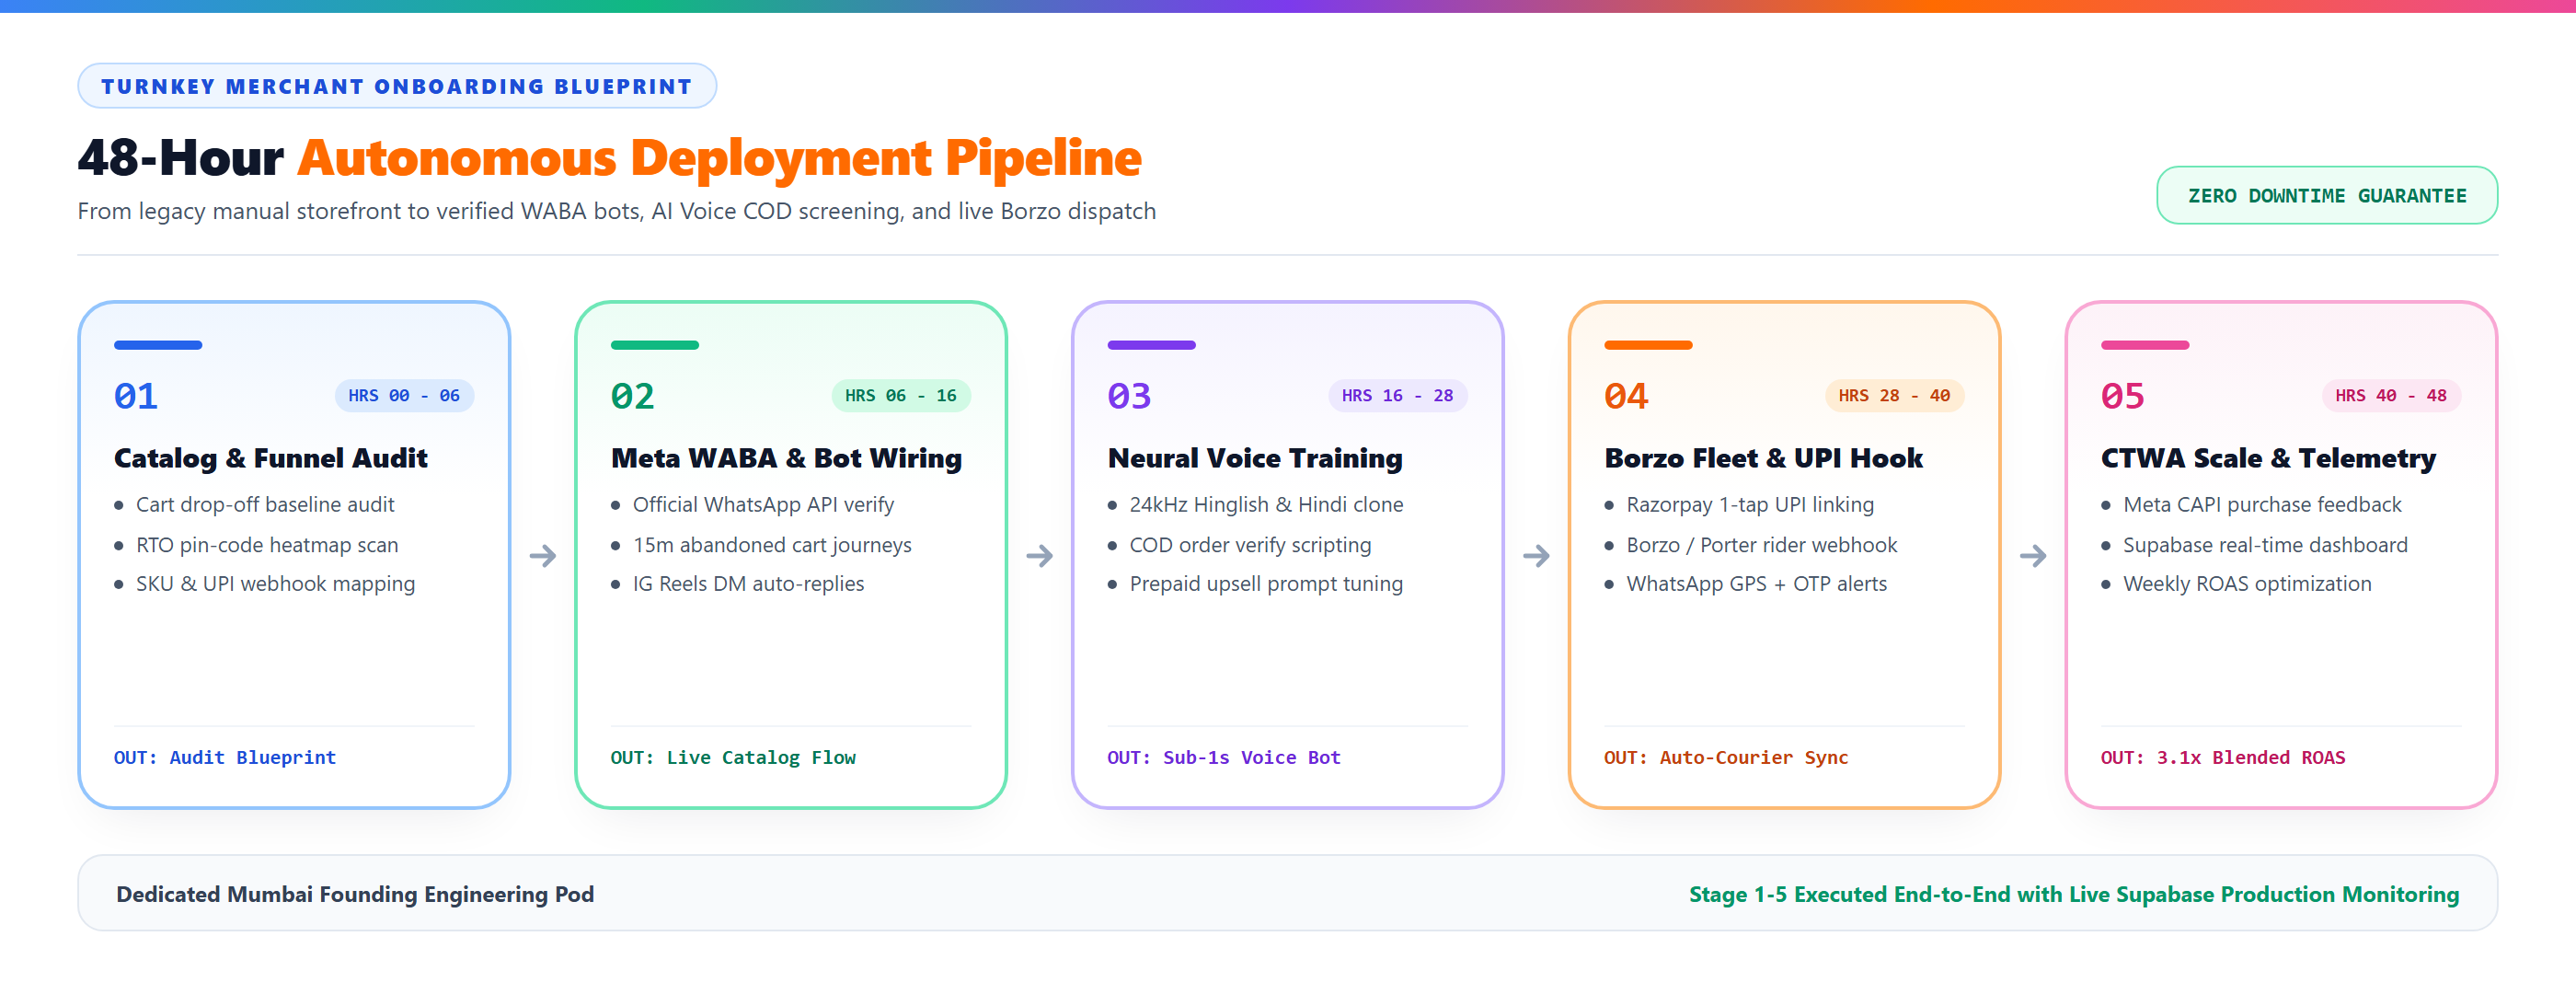 TURNKEY MERCHANT ONBOARDING BLUEPRINT
48-Hour Autonomous Deployment Pipeline
From legacy manual storefront to verified WABA bots, AI Voice COD screening, and live Borzo dispatch
ZERO DOWNTIME GUARANTEE
01
HRS 00 - 06
Catalog & Funnel Audit
Cart drop-off baseline audit
RTO pin-code heatmap scan
SKU & UPI webhook mapping
OUT: Audit Blueprint
02
HRS 06 - 16
Meta WABA & Bot Wiring
Official WhatsApp API verify
15m abandoned cart journeys
IG Reels DM auto-replies
OUT: Live Catalog Flow
03
HRS 16 - 28
Neural Voice Training
24kHz Hinglish & Hindi clone
COD order verify scripting
Prepaid upsell prompt tuning
OUT: Sub-1s Voice Bot
04
HRS 28 - 40
Borzo Fleet & UPI Hook
Razorpay 1-tap UPI linking
Borzo / Porter rider webhook
WhatsApp GPS + OTP alerts
OUT: Auto-Courier Sync
05
HRS 40 - 48
CTWA Scale & Telemetry
Meta CAPI purchase feedback
Supabase real-time dashboard
Weekly ROAS optimization
OUT: 3.1x Blended ROAS
Dedicated Mumbai Founding Engineering Pod
Stage 1-5 Executed End-to-End with Live Supabase Production Monitoring